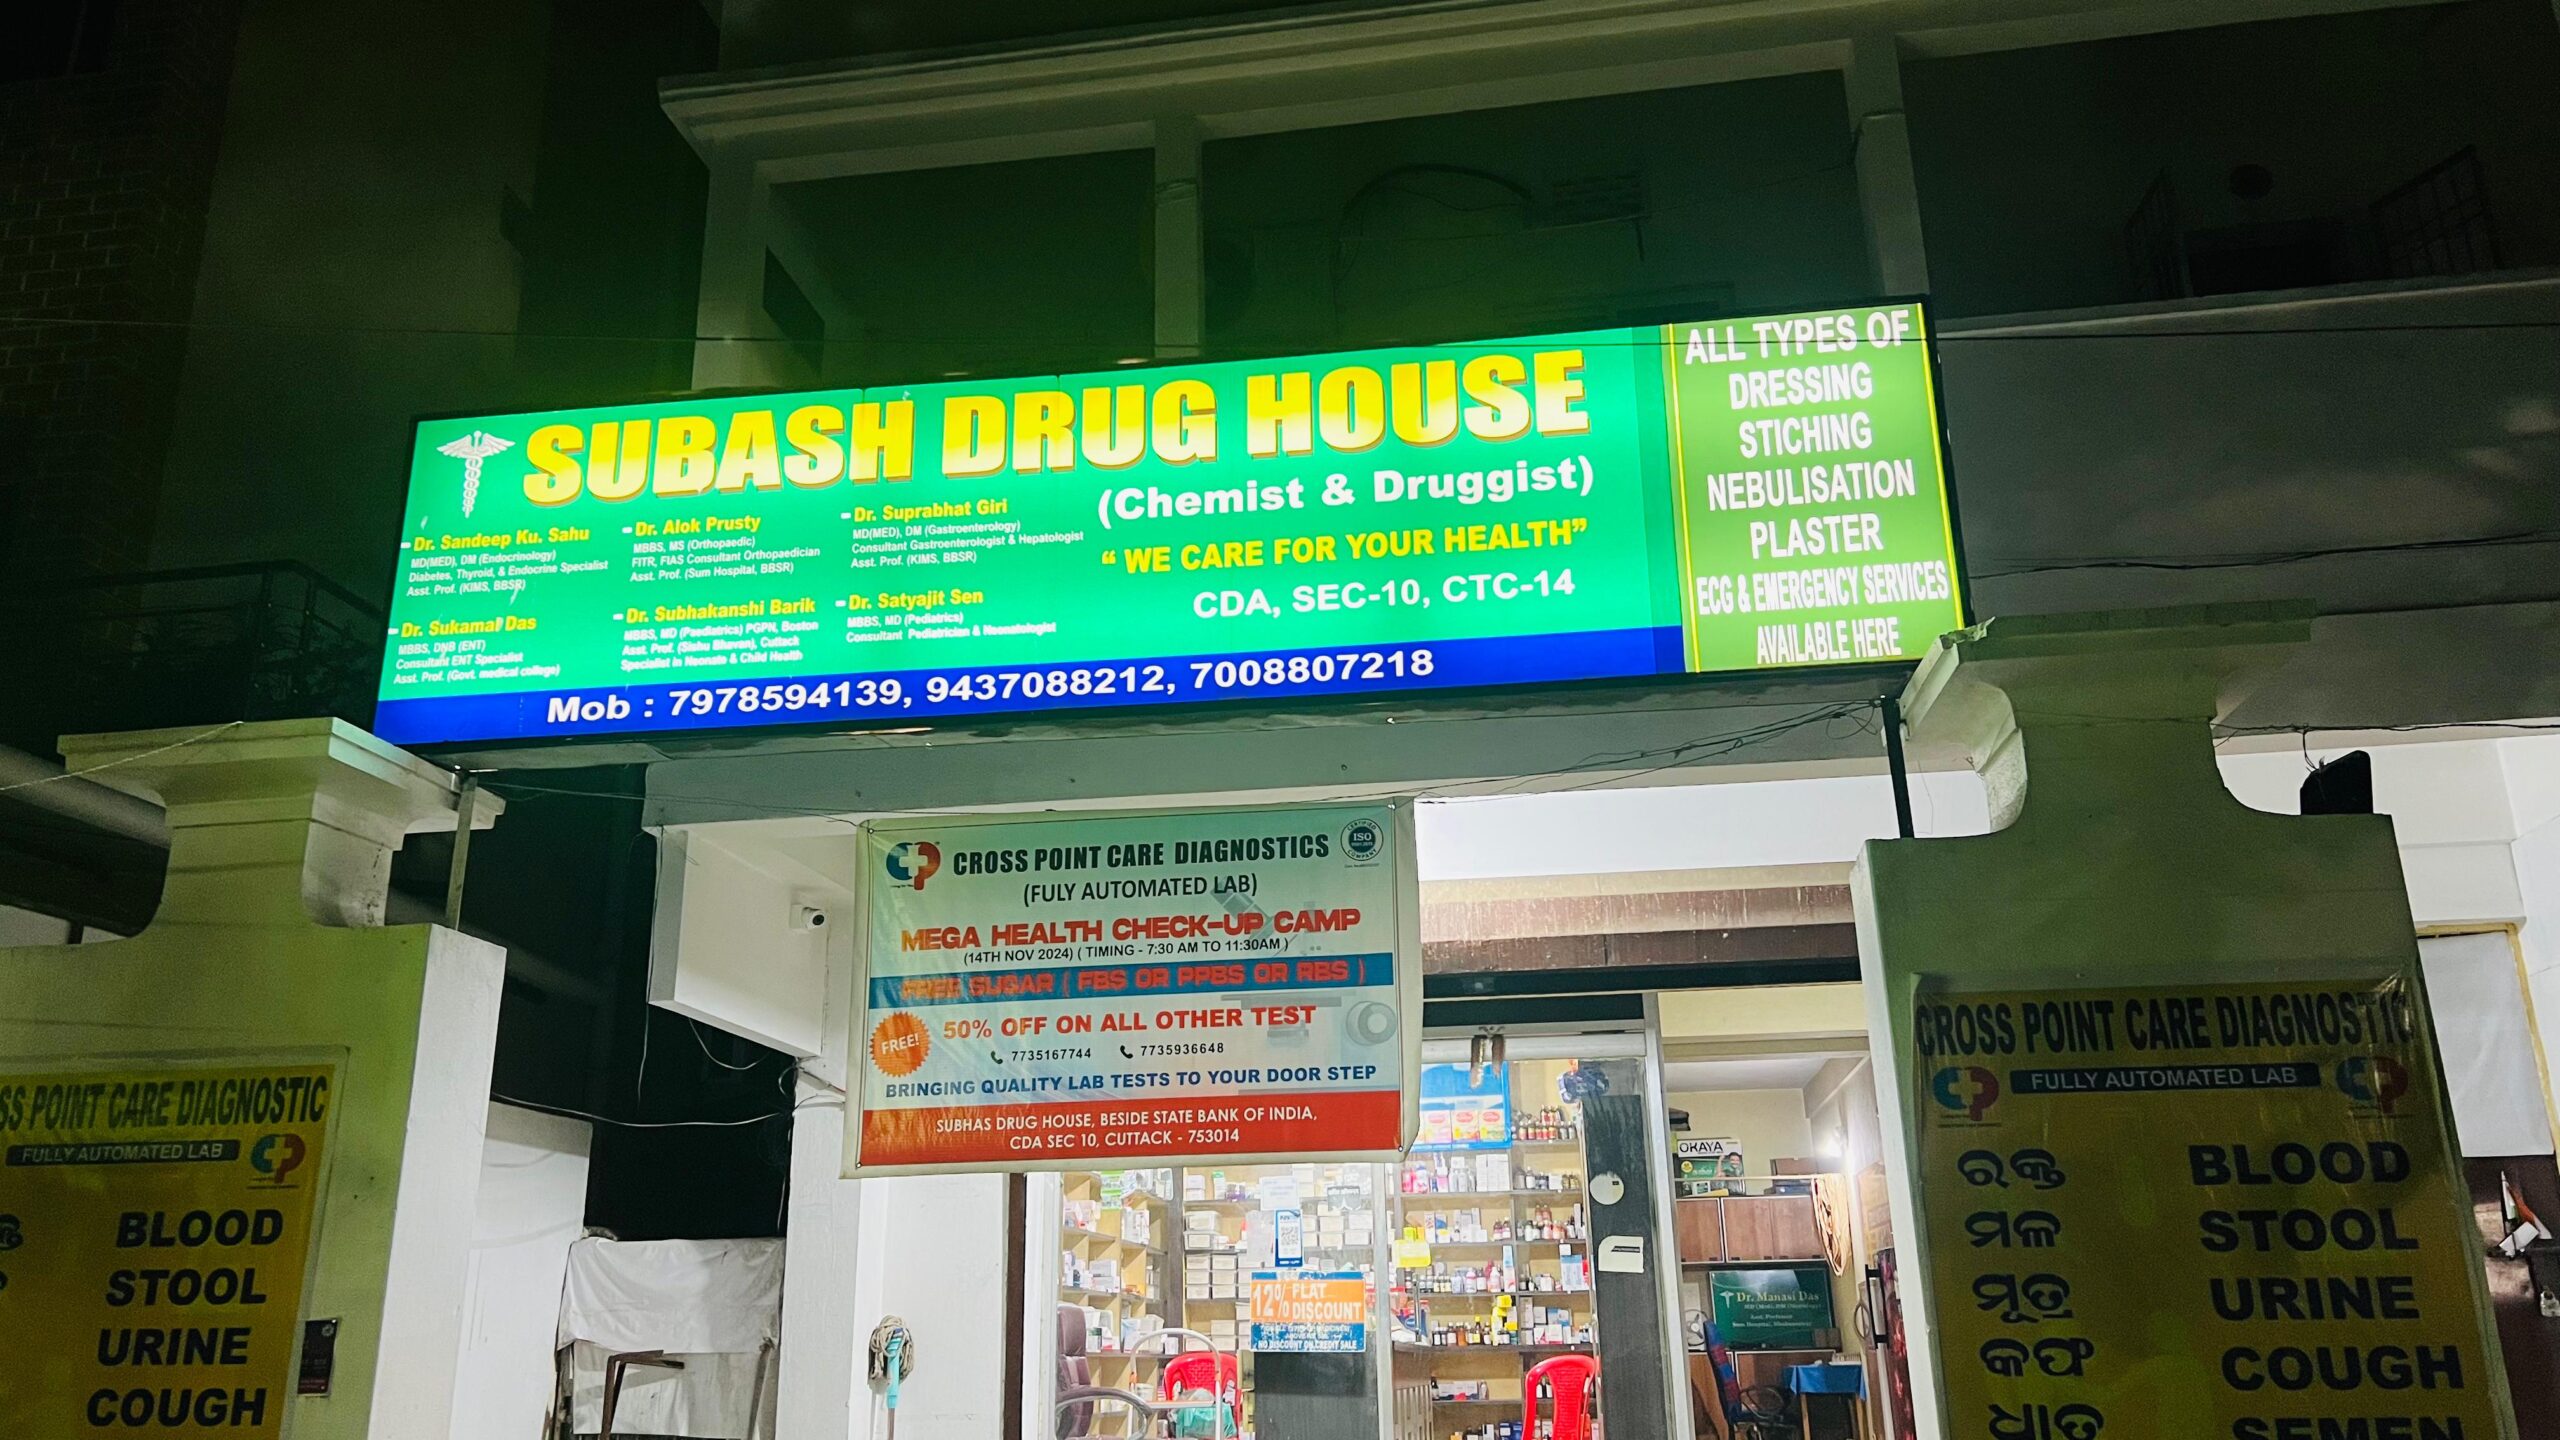 SUBASH DRUG HOUSE
(Chemist & Druggist)
“ WE CARE FOR YOUR HEALTH”
CDA, SEC-10, CTC-14
Dr. Sandeep Ku. Sahu
MD(MED), DM (Endocrinology)
Diabetes, Thyroid, & Endocrine Specialist
Asst. Prof. (KIMS, BBSR)
Dr. Alok Prusty
MBBS, MS (Orthopaedic)
FITR, FIAS Consultant Orthopaedician
Asst. Prof. (Sum Hospital, BBSR)
Dr. Suprabhat Giri
MD(MED), DM (Gastroenterology)
Consultant Gastroenterologist & Hepatologist
Asst. Prof. (KIMS, BBSR)
Dr. Sukamal Das
MBBS, DNB (ENT)
Consultant ENT Specialist
Asst. Prof. (Govt. medical college)
Dr. Subhakanshi Barik
MBBS, MD (Paediatrics) PGPN, Boston
Asst. Prof. (Sishu Bhavan), Cuttack
Specialist in Neonate & Child Health
Dr. Satyajit Sen
MBBS, MD (Pediatrics)
Consultant Pediatrician & Neonatologist
Mob : 7978594139, 9437088212, 7008807218
ALL TYPES OF
DRESSING
STICHING
NEBULISATION
PLASTER
ECG & EMERGENCY SERVICES
AVAILABLE HERE
CROSS POINT CARE DIAGNOSTICS
CERTIFIED
ISO
COMPANY
(FULY AUTOMATED LAB)
MEGA HEALTH CHECK-UP CAMP
(14TH NOV 2024) ( TIMING - 7:30 AM TO 11:30AM )
FREE SUGAR ( FBS OR PPBS OR RBS )
FREE!
50% OFF ON ALL OTHER TEST
7735167744 7735936648
BRINGING QUALITY LAB TESTS TO YOUR DOOR STEP
SUBHAS DRUG HOUSE, BESIDE STATE BANK OF INDIA,
CDA SEC 10, CUTTACK - 753014
SS POINT CARE DIAGNOSTIC
FULLY AUTOMATED LAB
BLOOD
STOOL
URINE
COUGH
OKAYA
12% FLAT
DISCOUNT
NO DISCOUNT ON CREDIT SALE
Dr. Manasi Das
CROSS POINT CARE DIAGNOSTIC
FULLY AUTOMATED LAB
ରକ୍ତ BLOOD
ମଳ STOOL
ମୂତ୍ର URINE
କଫ COUGH
ଧାତୁ SEMEN